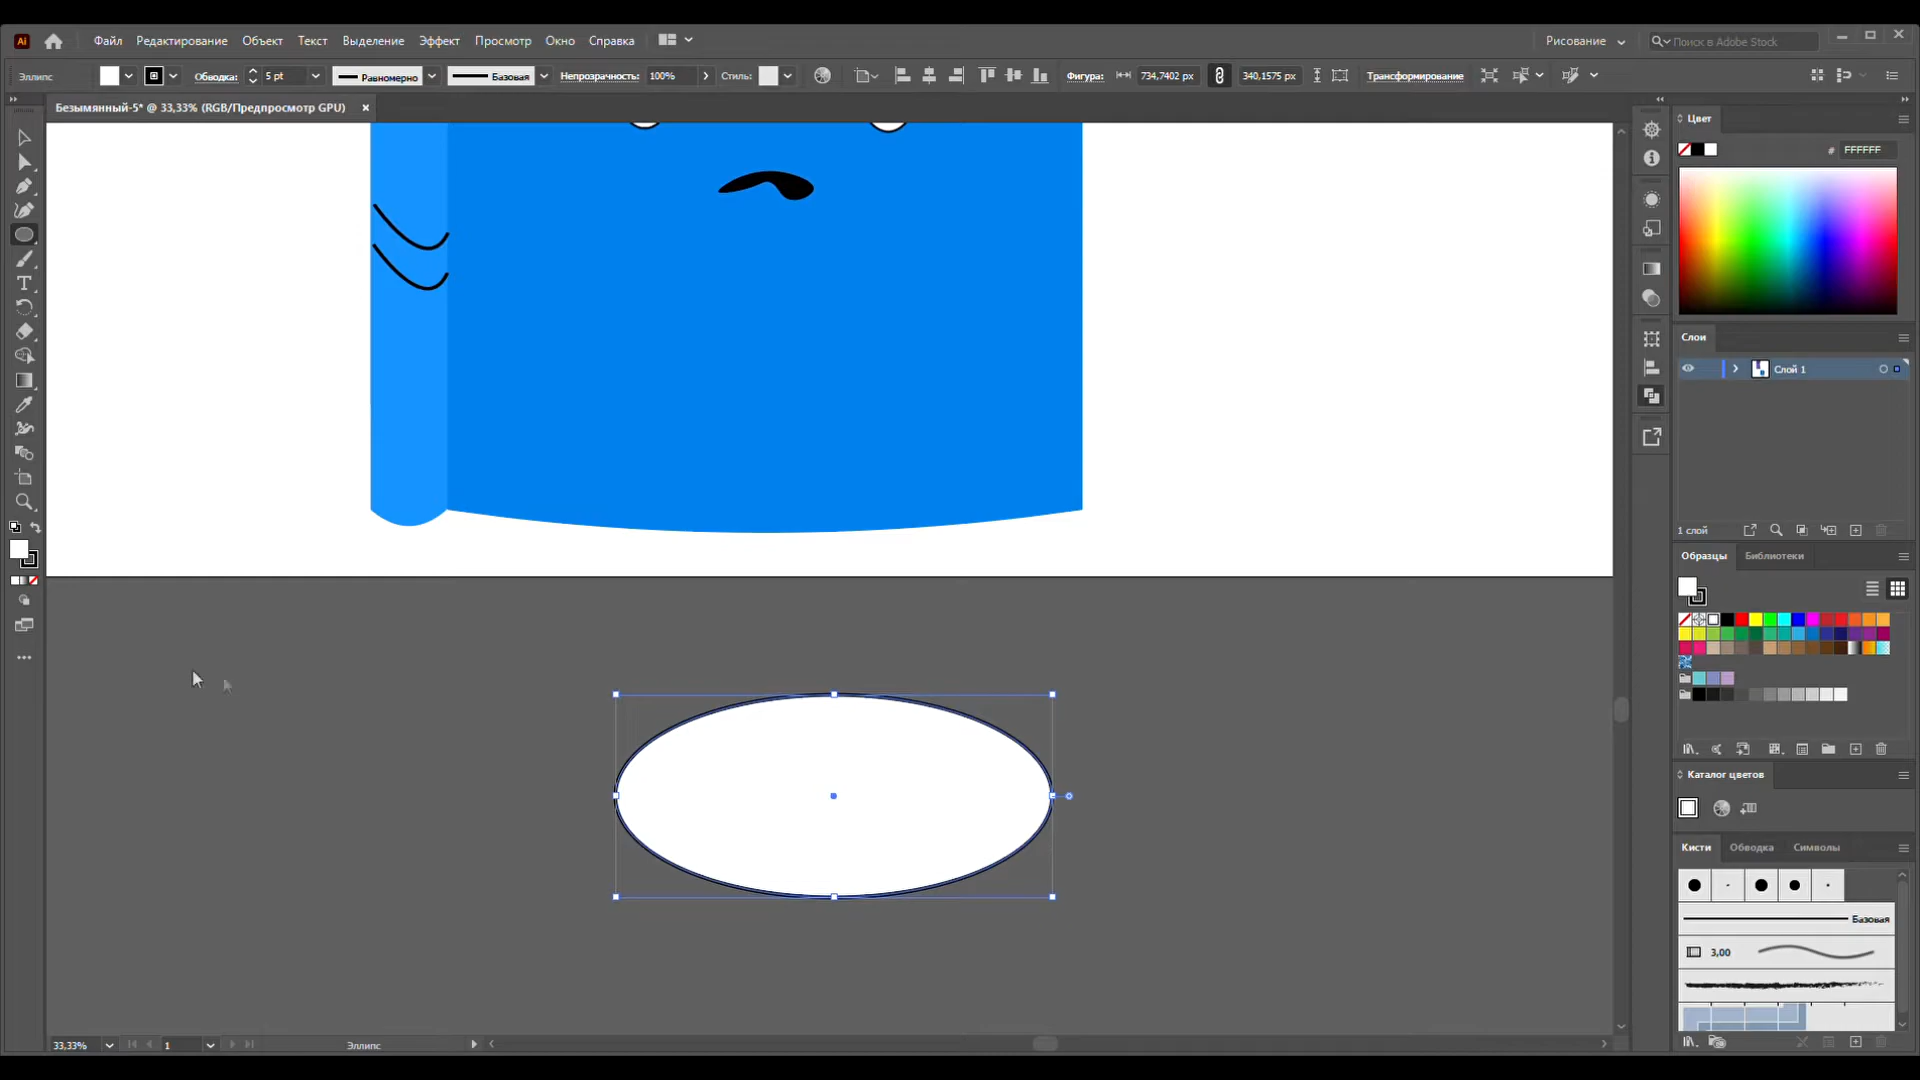 Ai Файл Редактирование Объект Текст Выделение Эффект Просмотр Окно Справка Рисование Поиск в Adobe Stock
Эллипс Обводка: 5 pt Равномерно Базовая Непрозрачность: 100% Стиль: Фигура: 734,7402 px 340,1575 px Трансформирование
Безымянный-5* @ 33,33% (RGB/Предпросмотр GPU)
Цвет
# FFFFFF
Слои
Слой 1
1 слой
Образцы Библиотеки
Каталог цветов
Кисти Обводка Символы
Базовая
3,00
33,33% 1 Эллипс